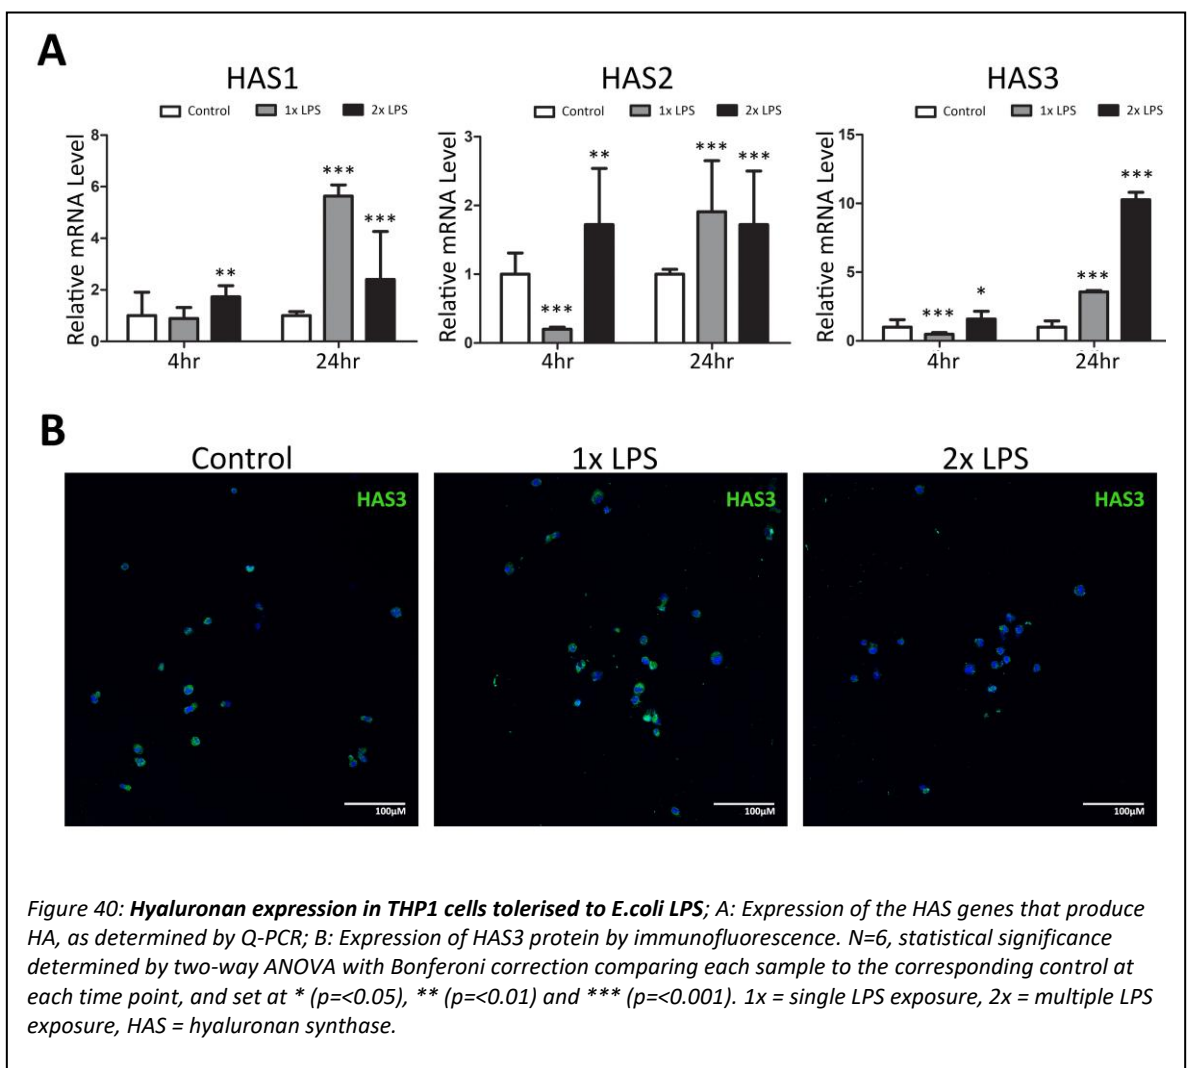 A
HAS1
HAS2
HAS3
Control 1x LPS 2x LPS
Control 1x LPS 2x LPS
Control 1x LPS 2x LPS
Relative mRNA Level
8
6
4
2
0
**
***
***
4hr 24hr
Relative mRNA Level
3
2
1
0
***
**
***
***
4hr 24hr
Relative mRNA Level
15
10
5
0
***
*
***
***
4hr 24hr
B
Control
1x LPS
2x LPS
HAS3
HAS3
HAS3
100µM
100µM
100µM
Figure 40: Hyaluronan expression in THP1 cells tolerised to E.coli LPS; A: Expression of the HAS genes that produce
HA, as determined by Q-PCR; B: Expression of HAS3 protein by immunofluorescence. N=6, statistical significance
determined by two-way ANOVA with Bonferoni correction comparing each sample to the corresponding control at
each time point, and set at * (p=<0.05), ** (p=<0.01) and *** (p=<0.001). 1x = single LPS exposure, 2x = multiple LPS
exposure, HAS = hyaluronan synthase.